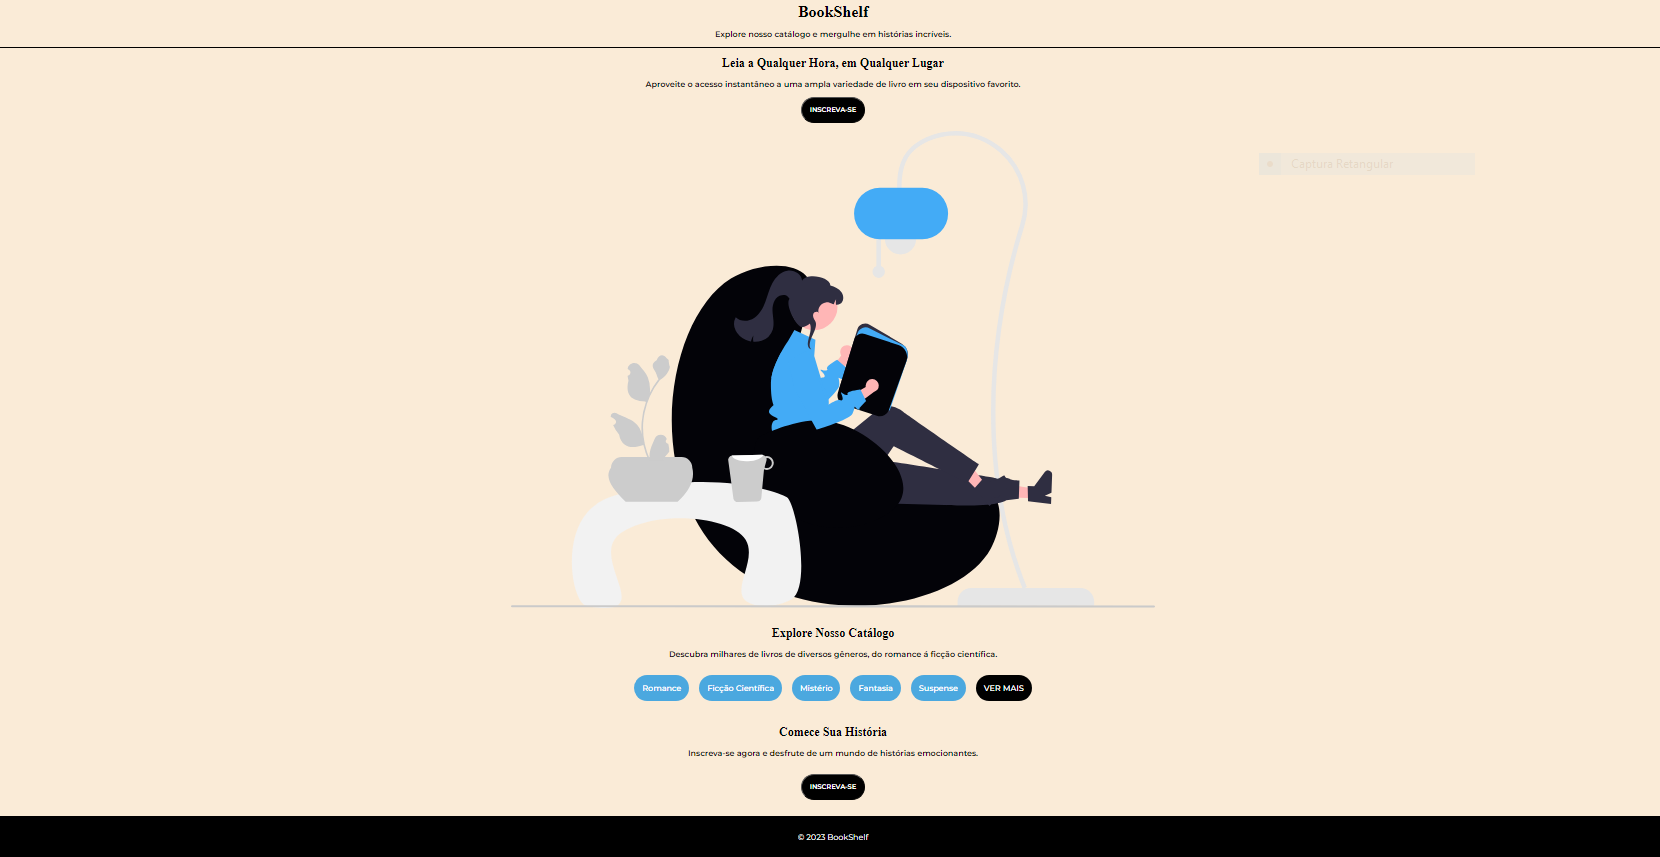 BookShelf
Explore nosso catálogo e mergulhe em histórias incríveis.
Leia a Qualquer Hora, em Qualquer Lugar
Aproveite o acesso instantâneo a uma ampla variedade de livro em seu dispositivo favorito.
INSCREVA-SE
Captura Retangular
Explore Nosso Catálogo
Descubra milhares de livros de diversos gêneros, do romance á ficção científica.
Romance Ficção Científica Mistério Fantasia Suspense VER MAIS
Comece Sua História
Inscreva-se agora e desfrute de um mundo de histórias emocionantes.
INSCREVA-SE
© 2023 BookShelf